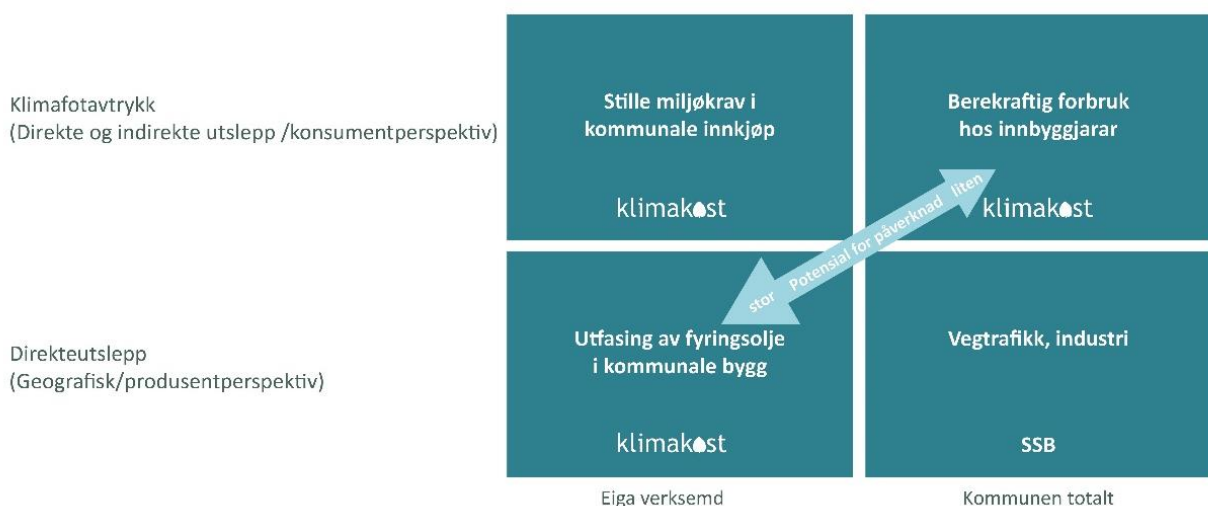 Klimafotavtrykk
(Direkte og indirekte utslepp /konsumentperspektiv)
Stille miljøkrav i
kommunale innkjøp
klimakost
Berekraftig forbruk
hos innbyggjarar
klimakost
stor Potensial for påverknad liten
Direkteutslepp
(Geografisk/produsentperspektiv)
Utfasing av fyringsolje
i kommunale bygg
klimakost
Vegtrafikk, industri
SSB
Eiga verksemd
Kommunen totalt